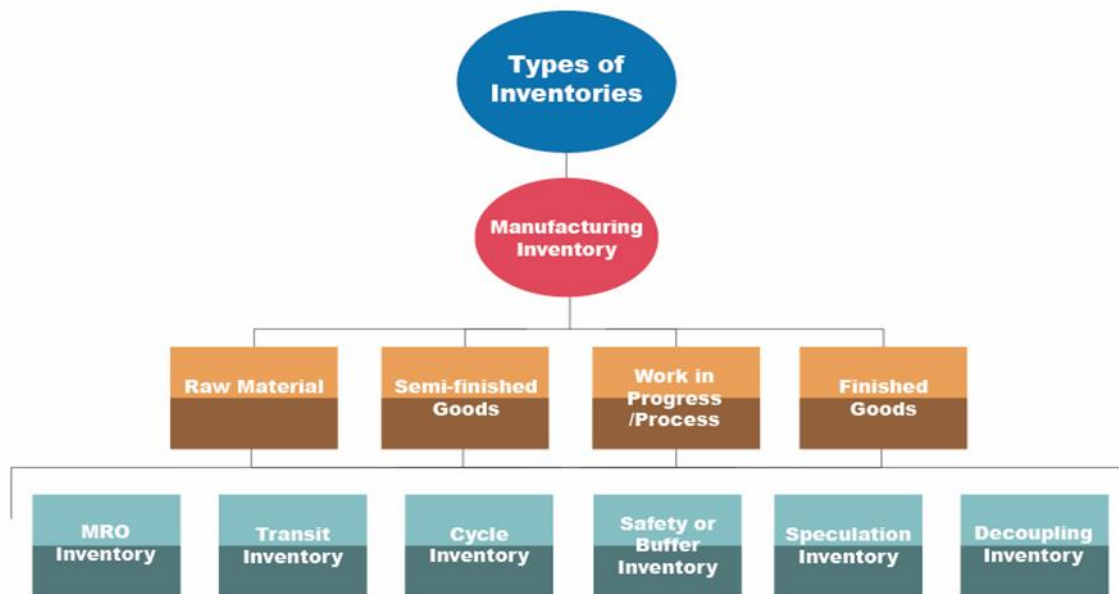 Types of
Inventories
Manufacturing
Inventory
Raw Material
Semi-finished
Goods
Work in
Progress
/Process
Finished
Goods
MRO
Inventory
Transit
Inventory
Cycle
Inventory
Safety or
Buffer
Inventory
Speculation
Inventory
Decoupling
Inventory